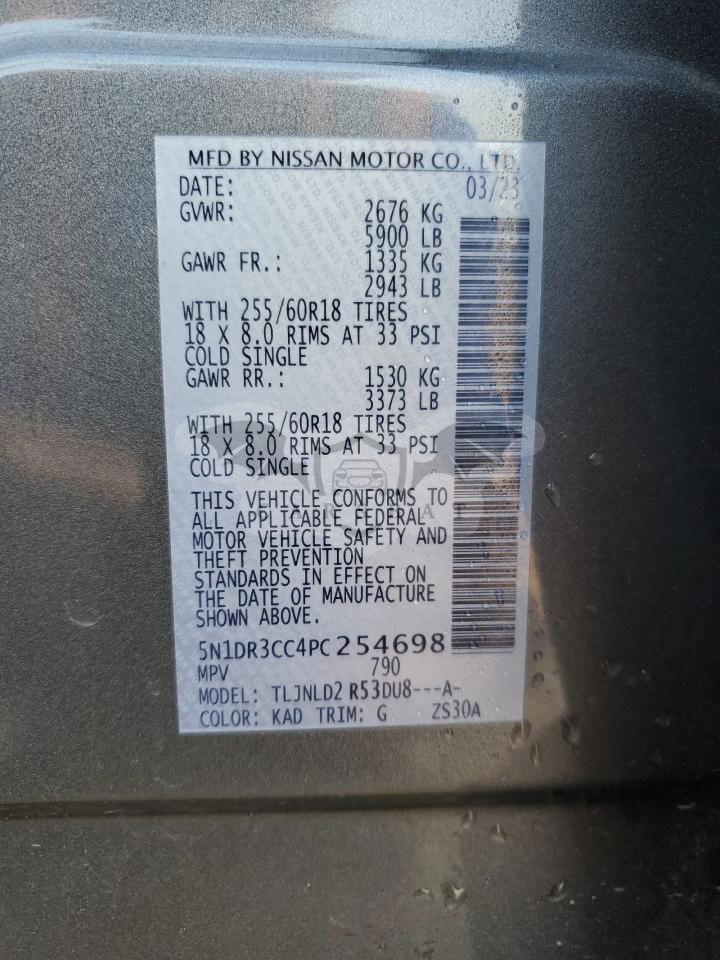 MFD BY NISSAN MOTOR CO., LTD.
DATE: 03/23
GVWR: 2676 KG
5900 LB
GAWR FR.: 1335 KG
2943 LB
WITH 255/60R18 TIRES
18 X 8.0 RIMS AT 33 PSI
COLD SINGLE
GAWR RR.: 1530 KG
3373 LB
WITH 255/60R18 TIRES
18 X 8.0 RIMS AT 33 PSI
COLD SINGLE
THIS VEHICLE CONFORMS TO
ALL APPLICABLE FEDERAL
MOTOR VEHICLE SAFETY AND
THEFT PREVENTION
STANDARDS IN EFFECT ON
THE DATE OF MANUFACTURE
SHOWN ABOVE.
5N1DR3CC4PC254698
MPV 790
MODEL: TLJNLD2 R53DU8---A-
COLOR: KAD TRIM: G ZS30A